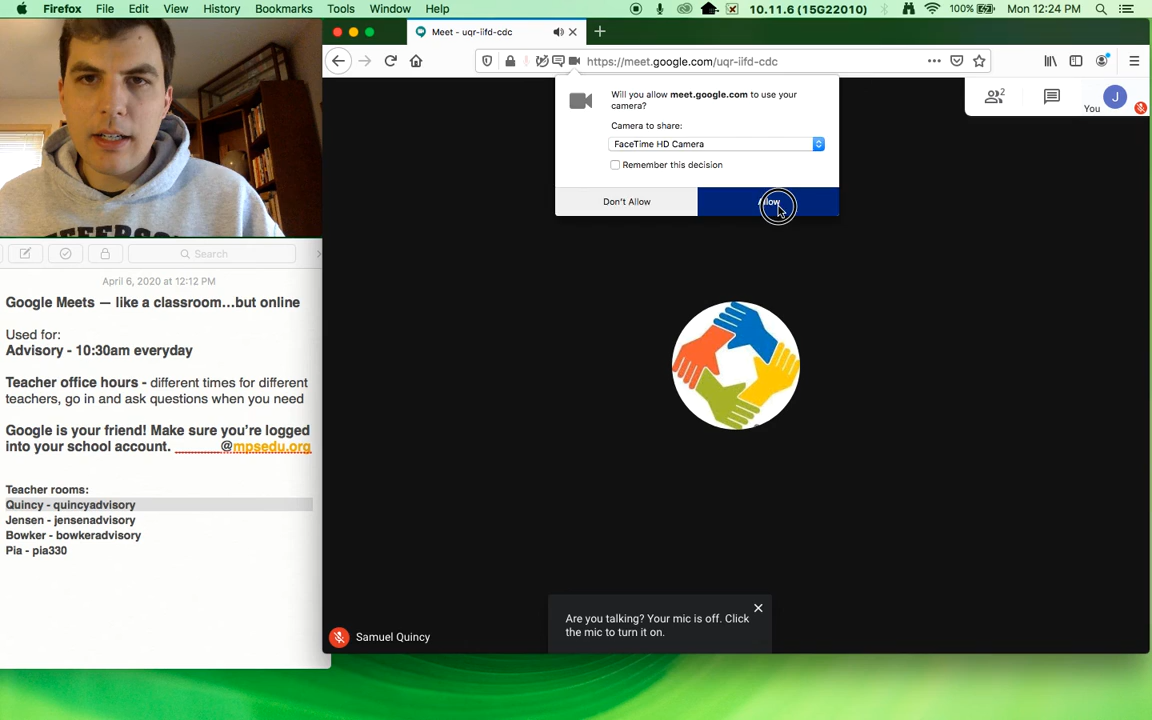 Firefox File Edit View History Bookmarks Tools Window Help 10.11.6 (15G22010) 100% Mon 12:24 PM
Meet - uqr-iifd-cdc
https://meet.google.com/uqr-iifd-cdc
Will you allow meet.google.com to use your
camera?
Camera to share:
FaceTime HD Camera
Remember this decision
Don't Allow Allow
2
You
J
Search
April 6, 2020 at 12:12 PM
Google Meets — like a classroom...but online
Used for:
Advisory - 10:30am everyday
Teacher office hours - different times for different
teachers, go in and ask questions when you need
Google is your friend! Make sure you're logged
into your school account. _______@mpsedu.org
Teacher rooms:
Quincy - quincyadvisory
Jensen - jensenadvisory
Bowker - bowkeradvisory
Pia - pia330
Are you talking? Your mic is off. Click
the mic to turn it on.
Samuel Quincy